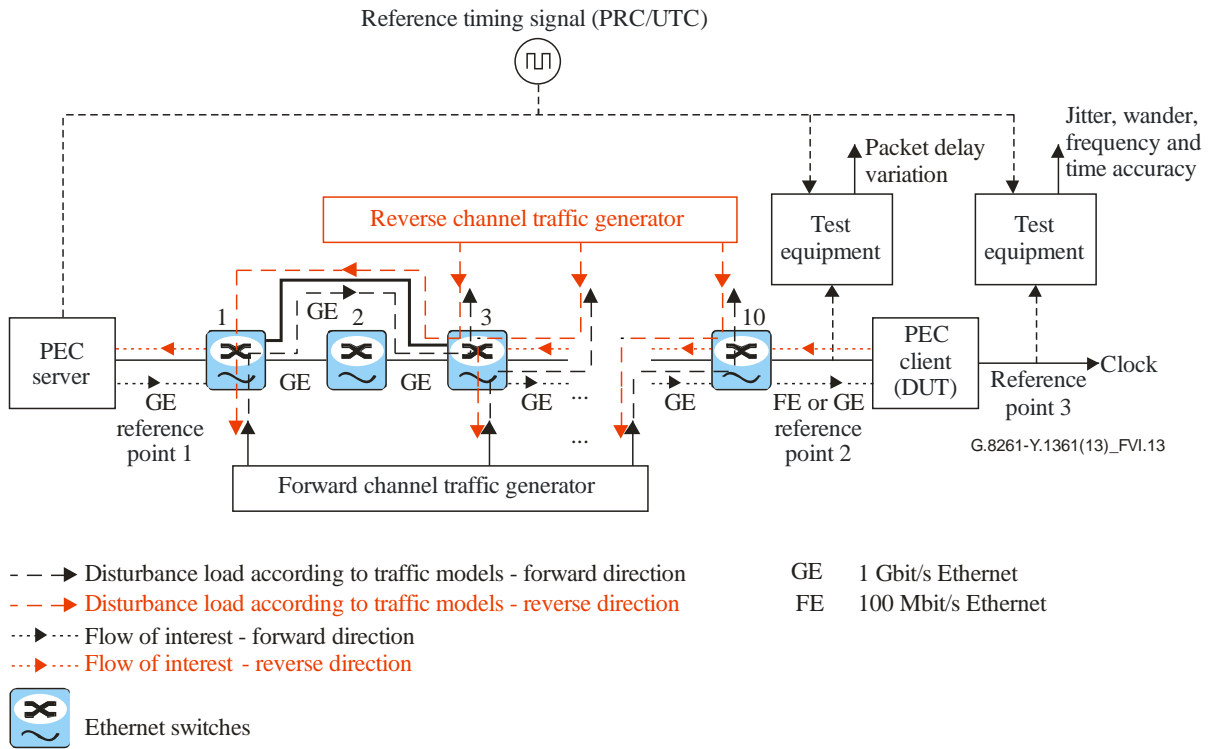 Reference timing signal (PRC/UTC)
Jitter, wander,
frequency and
time accuracy
Packet delay
variation
Reverse channel traffic generator
Test
equipment
Test
equipment
1
GE
2
3
10
PEC
server
GE
GE
GE
reference
point 1
GE
...
...
GE
FE or GE
reference
point 2
PEC
client
(DUT)
Clock
Reference
point 3
G.8261-Y.1361(13)_FVI.13
Forward channel traffic generator
Disturbance load according to traffic models - forward direction
Disturbance load according to traffic models - reverse direction
Flow of interest - forward direction
Flow of interest - reverse direction
Ethernet switches
GE 1 Gbit/s Ethernet
FE 100 Mbit/s Ethernet